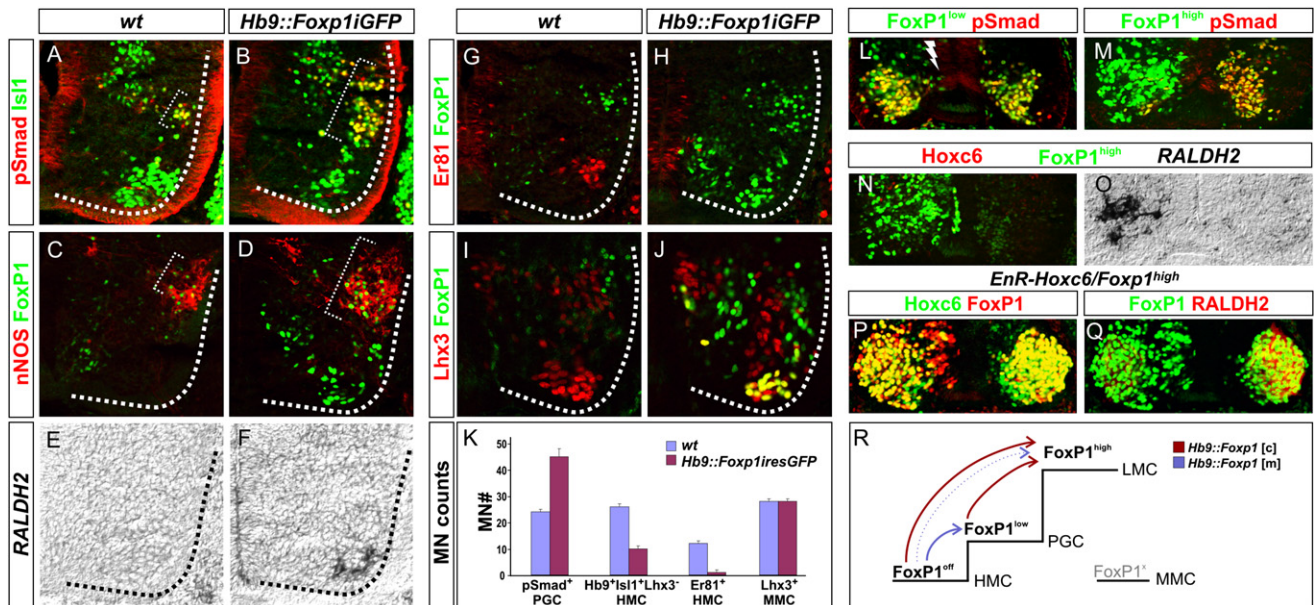 wt
Hb9::Foxp1iGFP
wt
Hb9::Foxp1iGFP
FoxP1low pSmad
FoxP1high pSmad
pSmad Isl1
A
B
Er81 FoxP1
G
H
L
M
Hoxc6
FoxP1high
RALDH2
N
O
nNOS FoxP1
C
D
Lhx3 FoxP1
I
J
EnR-Hoxc6/Foxp1high
Hoxc6 FoxP1
FoxP1 RALDH2
P
Q
RALDH2
E
F
MN counts
K
wt
Hb9::Foxp1iresGFP
MN#
50
40
30
20
10
0
pSmad+
PGC
Hb9+Isl1+Lhx3-
HMC
Er81+
HMC
Lhx3+
MMC
R
FoxP1high
Hb9::Foxp1 [c]
Hb9::Foxp1 [m]
LMC
FoxP1low
PGC
FoxP1off
HMC
FoxP1x
MMC